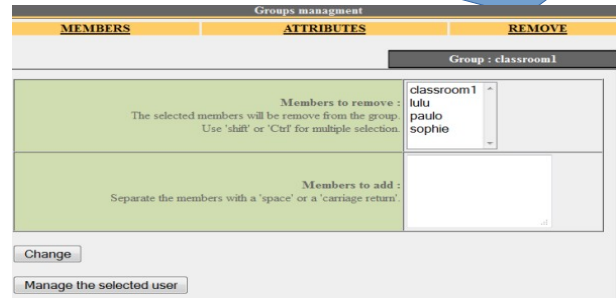 Groups managment
MEMBERS ATTRIBUTES REMOVE
Group : classroom1
Members to remove :
The selected members will be remove from the group.
Use 'shift' or 'Ctrl' for multiple selection.
classroom1
lulu
paulo
sophie
Members to add :
Separate the members with a 'space' or a 'carriage return'.
Change
Manage the selected user